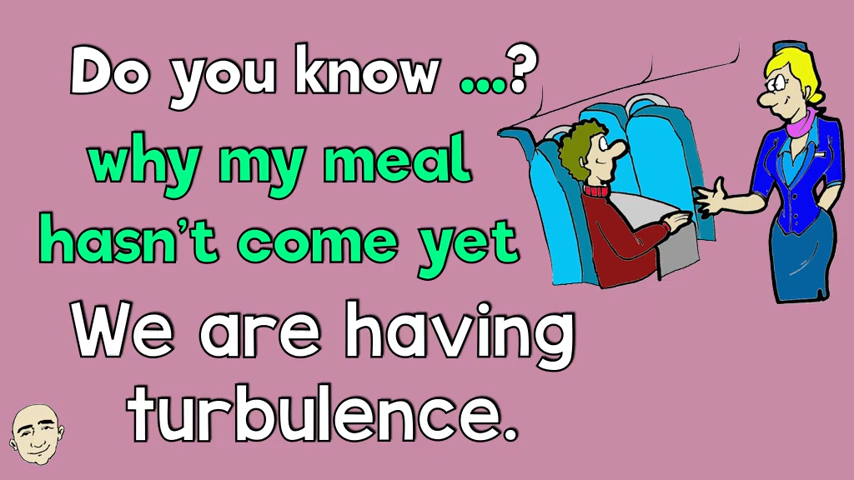 Do you know ...?
why my meal
hasn't come yet
We are having
turbulence.